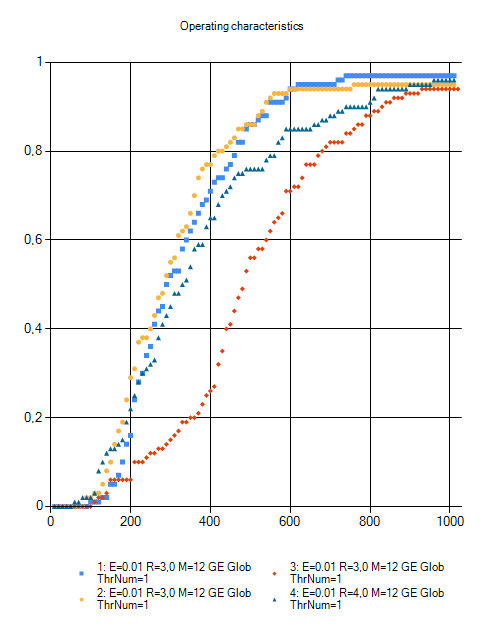 Operating characteristics
1
0,8
0,6
0,4
0,2
0
0 200 400 600 800 1000
1: E=0.01 R=3,0 M=12 GE Glob
ThrNum=1
3: E=0.01 R=3,0 M=12 GE Glob
ThrNum=1
2: E=0.01 R=3,0 M=12 GE Glob
ThrNum=1
4: E=0.01 R=4,0 M=12 GE Glob
ThrNum=1